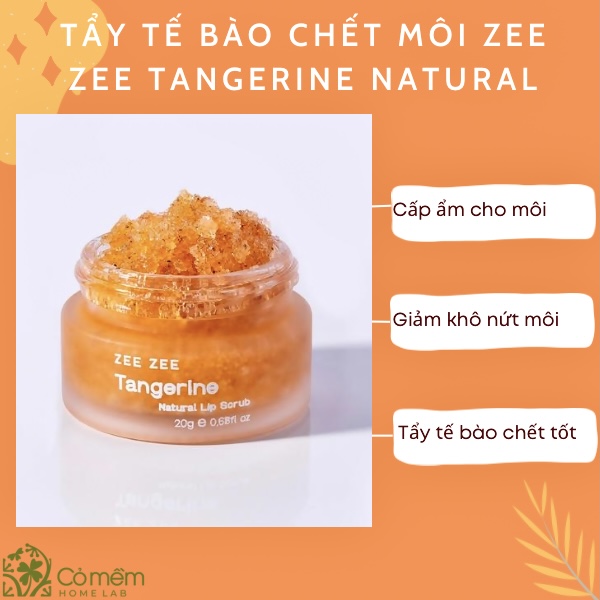 TẨY TẾ BÀO CHẾT MÔI ZEE
ZEE TANGERINE NATURAL
Cấp ẩm cho môi
Giảm khô nứt môi
Tẩy tế bào chết tốt
ZEE ZEE
Tangerine
Natural Lip Scrub
20g e 0,68fl oz
Cỏ mềm
HOME LAB